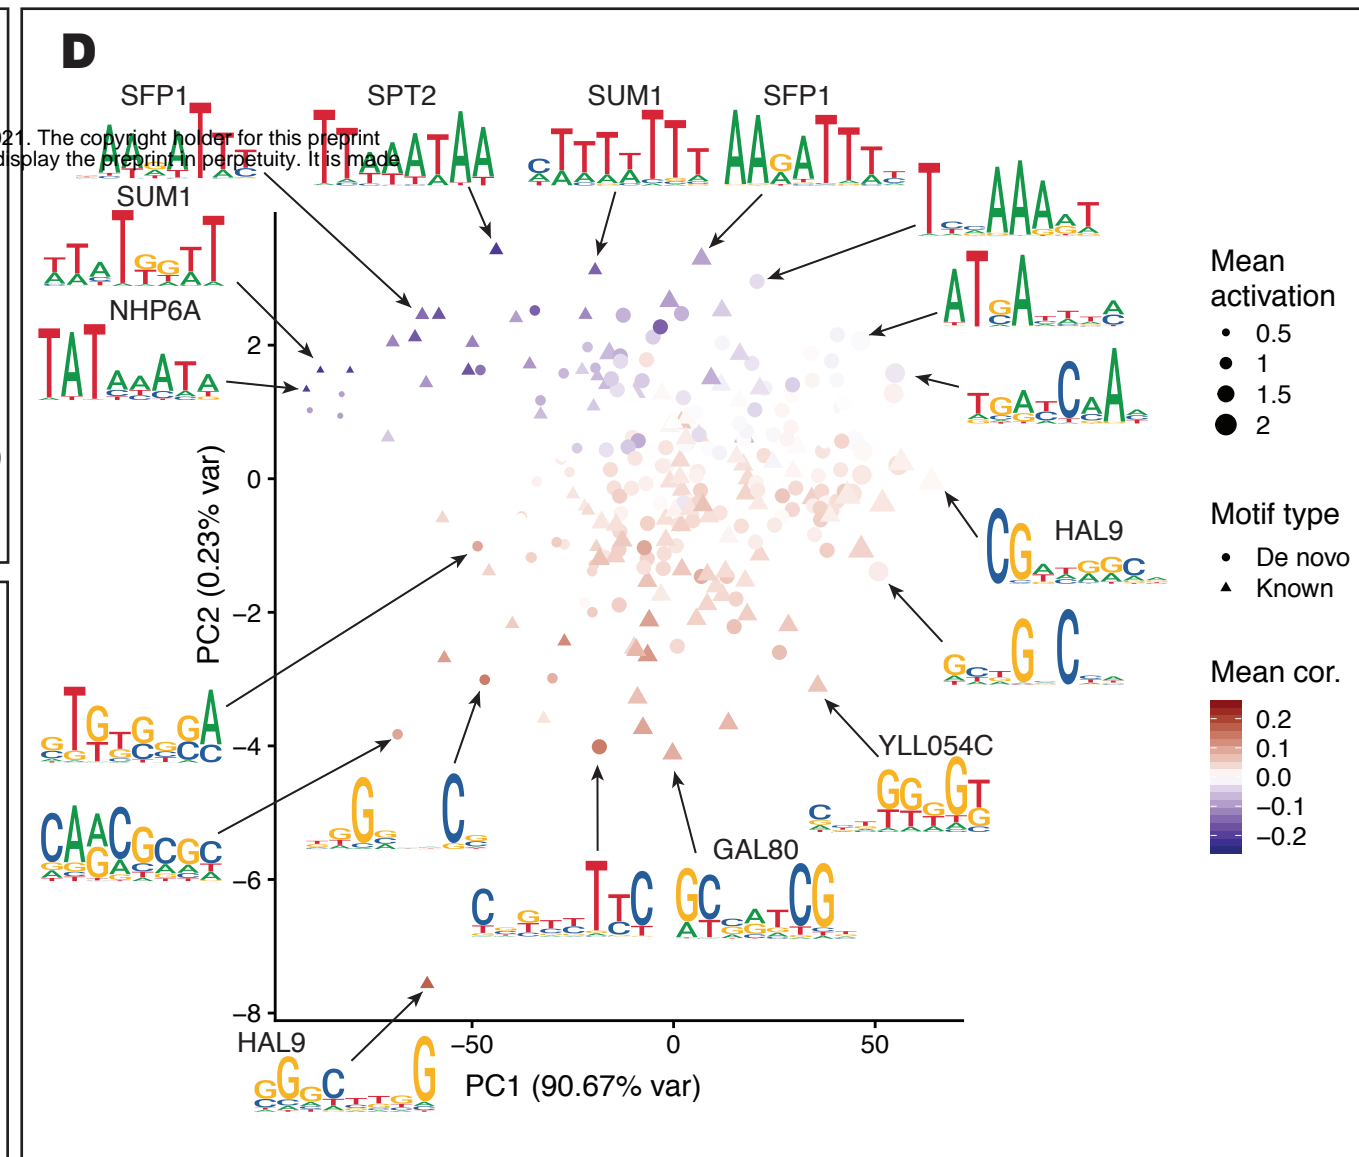 D
SFP1 SPT2 SUM1 SFP1
21. The copyright holder for this preprint
display the preprint in perpetuity. It is made
SUM1
NHP6A
Mean
activation
0.5
1
1.5
2
Motif type
De novo
Known
Mean cor.
0.2
0.1
0.0
−0.1
−0.2
HAL9
YLL054C
GAL80
HAL9
PC2 (0.23% var)
2
0
−2
−4
−6
−8
−50 0 50
PC1 (90.67% var)